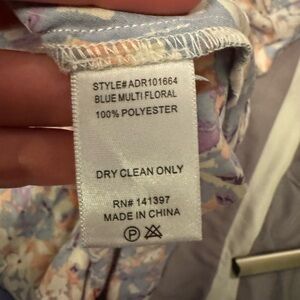 STYLE#ADR101664
BLUE MULTI FLORAL
100% POLYESTER
DRY CLEAN ONLY
RN# 141397
MADE IN CHINA
P